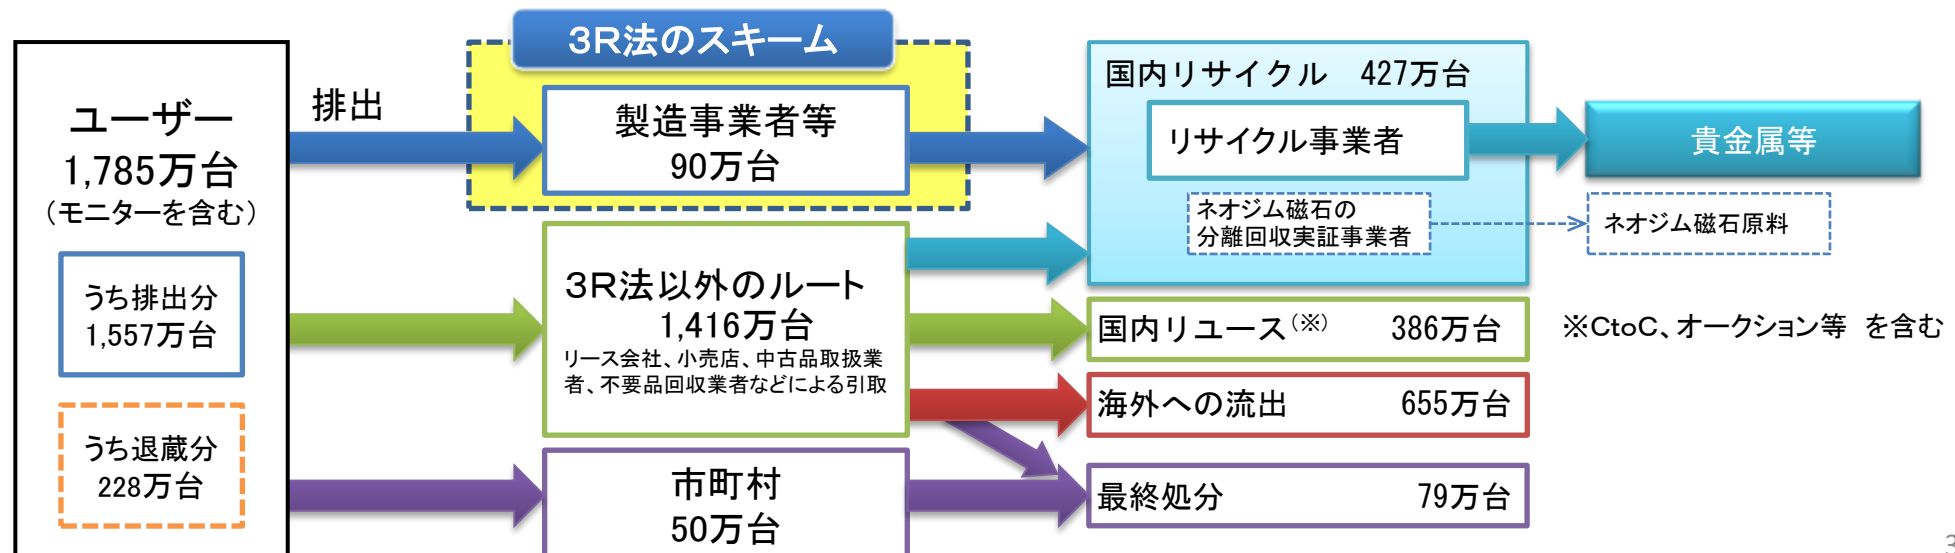 3R法のスキーム
ユーザー
1,785万台
(モニターを含む)
うち排出分
1,557万台
うち退蔵分
228万台
排出
製造事業者等
90万台
3R法以外のルート
1,416万台
リース会社、小売店、中古品取扱業
者、不要品回収業者などによる引取
市町村
50万台
国内リサイクル 427万台
リサイクル事業者
ネオジム磁石の
分離回収実証事業者
貴金属等
ネオジム磁石原料
国内リユース(※) 386万台
※CtoC、オークション等 を含む
海外への流出 655万台
最終処分 79万台